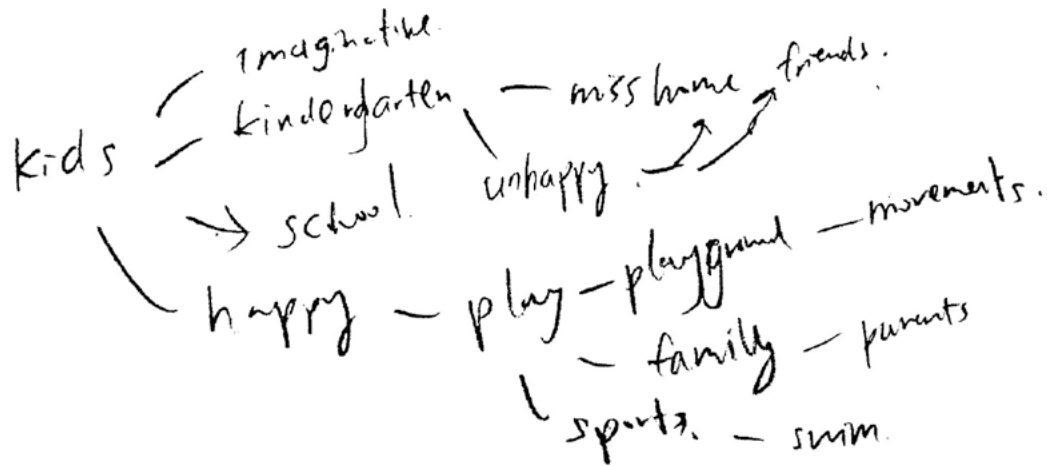 imaginative.
kids
kindergarten
miss home
friends.
unhappy.
school.
happy
play
playground
movements.
family
parents
sports.
swim.